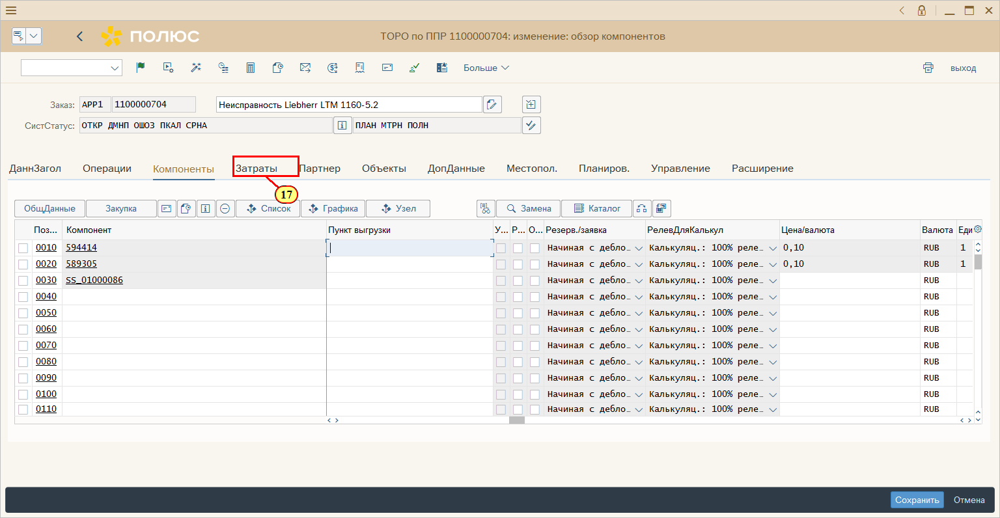 ПОЛЮС
ТОРО по ППР 1100000704: изменение: обзор компонентов
Больше
выход
Заказ: APP1 1100000704 Неисправность Liebherr LTM 1160-5.2
СистСтатус: ОТКР ДМНП ОШОЗ ПКАЛ СРНА ПЛАН МТРН ПОЛН
ДаннЗагол Операции Компоненты Затраты Партнер Объекты ДопДанные Местопол. Планиров. Управление Расширение
17
ОбщДанные Закупка Список Графика Узел Замена Каталог
Поз... Компонент Пункт выгрузки У... Р... О... Резерв./заявка РелевДляКалькул Цена/валюта Валюта Еди
0010 594414 Начиная с дебло… Калькуляц.: 100% реле… 0,10 RUB 1
0020 589305 Начиная с дебло… Калькуляц.: 100% реле… 0,10 RUB 1
0030 SS_01000086 Начиная с дебло… Калькуляц.: 100% реле… RUB
0040 Начиная с дебло… Калькуляц.: 100% реле… RUB
0050 Начиная с дебло… Калькуляц.: 100% реле… RUB
0060 Начиная с дебло… Калькуляц.: 100% реле… RUB
0070 Начиная с дебло… Калькуляц.: 100% реле… RUB
0080 Начиная с дебло… Калькуляц.: 100% реле… RUB
0090 Начиная с дебло… Калькуляц.: 100% реле… RUB
0100 Начиная с дебло… Калькуляц.: 100% реле… RUB
0110 Начиная с дебло… Калькуляц.: 100% реле… RUB
Сохранить Отмена